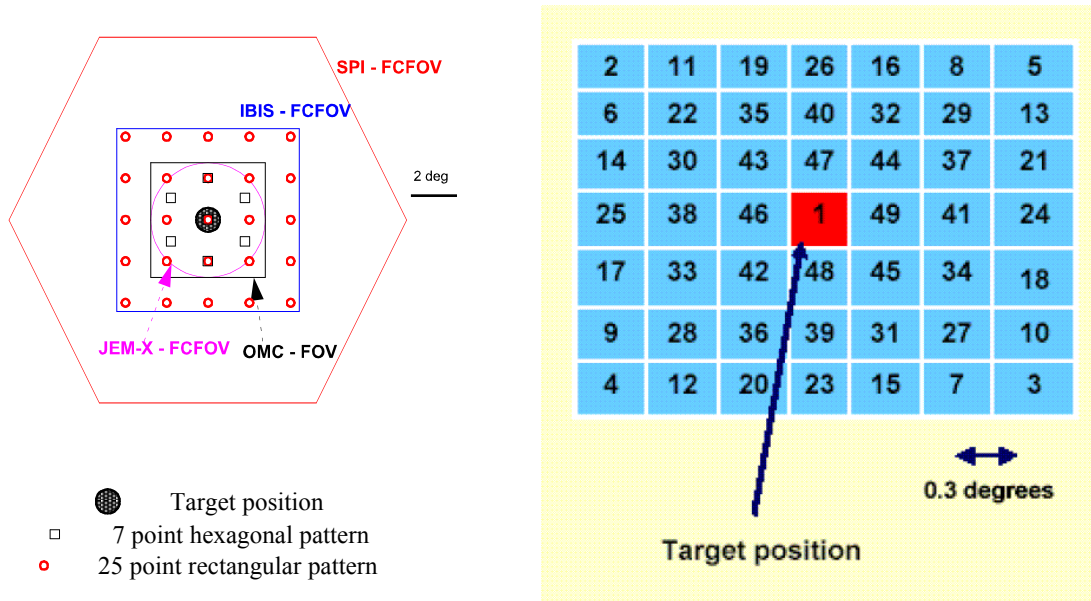 SPI - FCFOV
IBIS - FCFOV
2 deg
JEM-X - FCFOV
OMC - FOV
Target position
7 point hexagonal pattern
25 point rectangular pattern
2 11 19 26 16 8 5
6 22 35 40 32 29 13
14 30 43 47 44 37 21
25 38 46 1 49 41 24
17 33 42 48 45 34 18
9 28 36 39 31 27 10
4 12 20 23 15 7 3
0.3 degrees
Target position